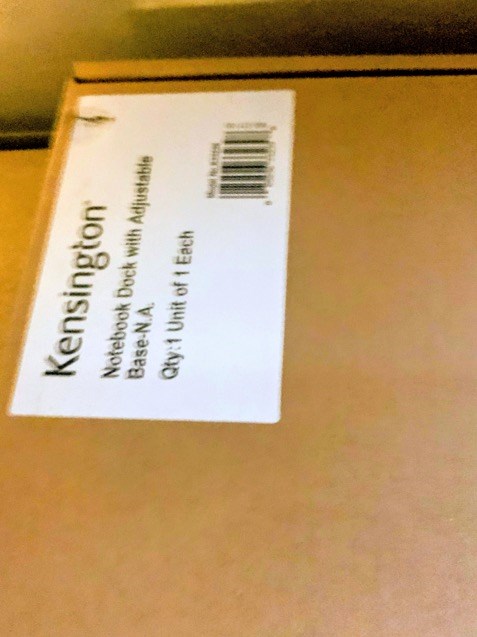 Kensington
Notebook Dock with Adjustable
Base-N.A.
Qty:1 Unit of 1 Each